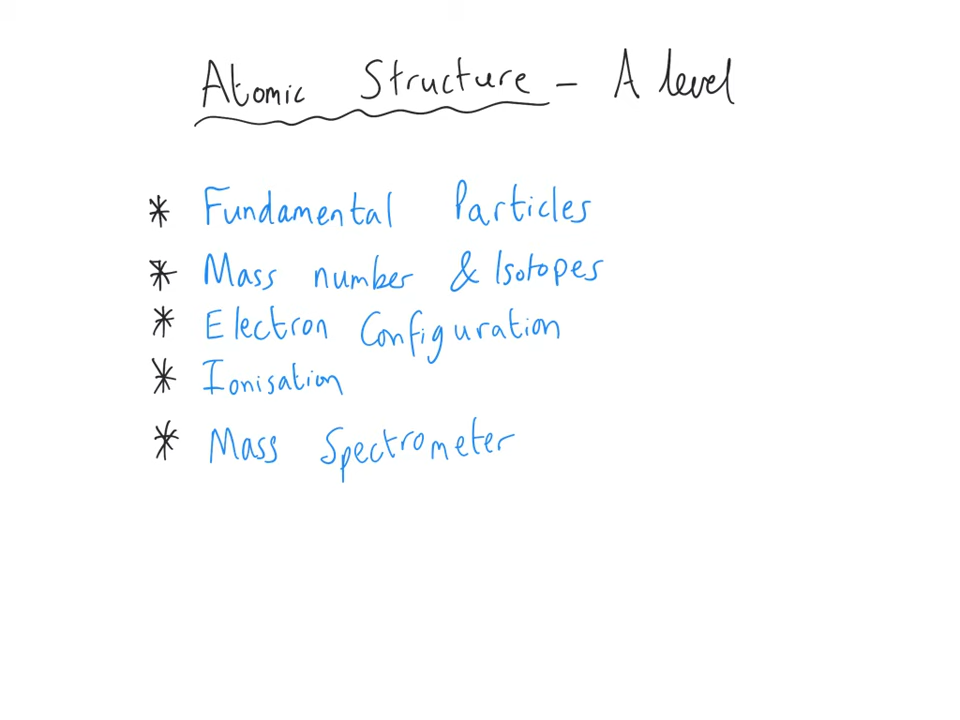 Atomic Structure - A level
* Fundamental Particles
* Mass number & Isotopes
* Electron Configuration
* Ionisation
* Mass Spectrometer